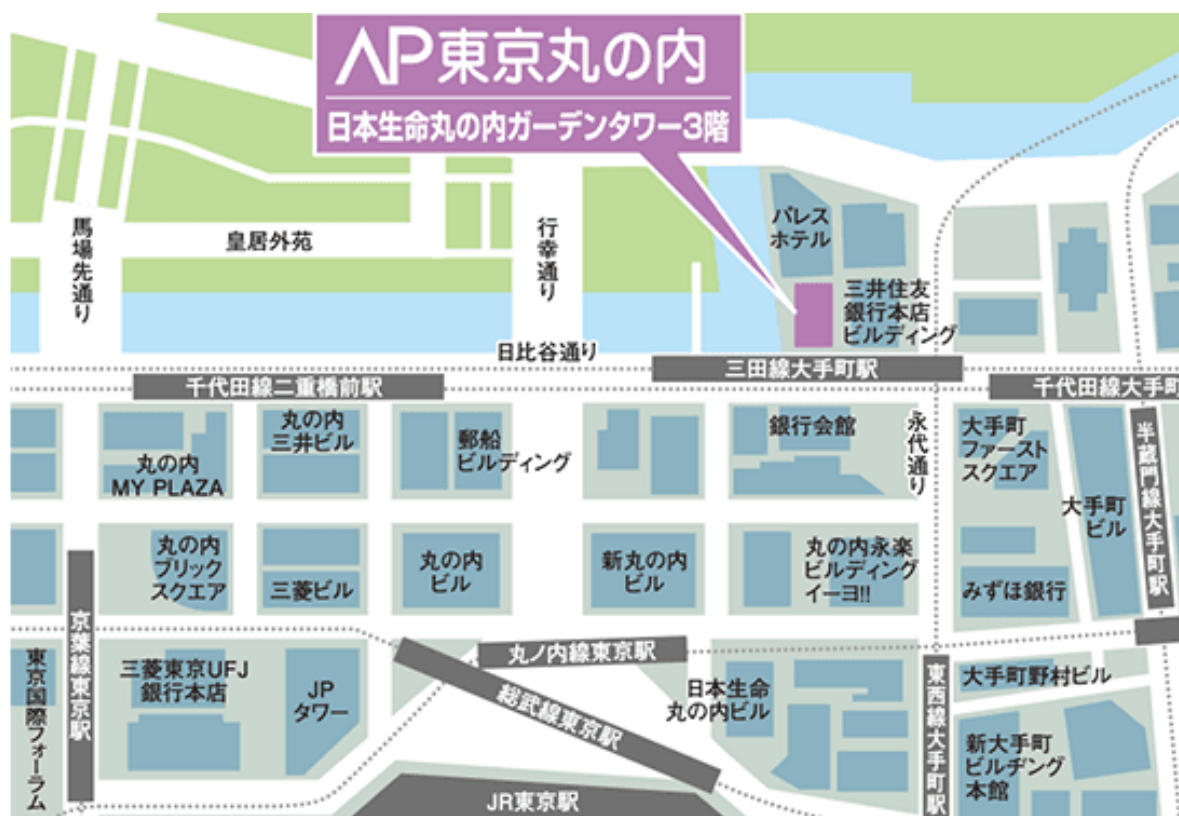 AP東京丸の内
日本生命丸の内ガーデンタワー3階
馬場先通り
皇居外苑
行幸通り
パレス
ホテル
三井住友
銀行本店
ビルディング
日比谷通り
三田線大手町駅
千代田線二重橋前駅
千代田線大手町
丸の内
三井ビル
丸の内
MY PLAZA
郵船
ビルディング
銀行会館
永代通り
大手町
ファースト
スクエア
大手町
ビル
半蔵門線大手町駅
丸の内
ブリック
スクエア
三菱ビル
丸の内
ビル
新丸の内
ビル
丸の内永楽
ビルディング
イーヨ!!
みずほ銀行
京葉線東京駅
東京国際フォーラム
三菱東京UFJ
銀行本店
JP
タワー
丸ノ内線東京駅
総武線東京駅
日本生命
丸の内ビル
東西線大手町駅
大手町野村ビル
新大手町
ビルヂング
本館
JR東京駅